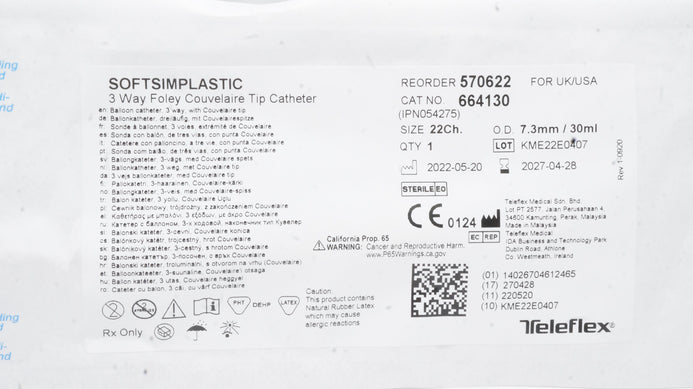 SOFTSIMPLASTIC
3 Way Foley Couvelaire Tip Catheter
en: Balloon catheter, 3 way, with Couvelaire tip
de: Ballonkatheter, dreiläufig, mit Couvelairespitze
fr: Sonde à ballonnet, 3 voies, extrémité de Couvelaire
es: Sonda con balón, de tres vías, con punta Couvelaire
it: Catetere con palloncino, a tre vie, con punta Couvelaire
pt: Sonda com balão, de três vias, com ponta Couvelaire
sv: Ballongkateter, 3-vägs, med Couvelaire spets
nl: Ballonkatheter, 3 weg, met Couvelaire tip
da: 3 vejs ballonkateter, med Couvelaire tip
fi: Pallokatetri, 3-haarainen, Couvelaire-kärki
no: Ballongkateter, 3-veis, med Couvelaire-spiss
tr: Balon kateter, 3 yollu, Couvelaire Uçlu
pl: Cewnik balonowy, trójdrożny, z zakończeniem Couvelaire
el: Καθετήρας με μπαλόνι, 3 εξόδων, με άκρο Couvelaire
ru: Катетер с баллоном, 3-х ходовой, наконечник тип Кувелер
sl: Balonski kateter, 3-cevni, Couvelaire konica
cs: Balónkový katétr, trojcestný, hrot Couvelaire
sk: Balónikový katéter, 3-cestný, s hrotom Couvelaire
bg: Балонен катетър, 3-посочен, с връх Couvelaire
hr: Balonski kateter, troluminalni, s otvorom na vrhu (Couvelaire)
et: Balloonkateeter, 3-suunaline, Couvelaire'i otsaga
hu: Ballon katéter, 3 utas, Couvelaire heggyel
ro: Cateter cu balon, 3 căi, cu vârf Couvelaire
REORDER 570622 FOR UK/USA
CAT NO. 664130
(IPN054275)
SIZE 22Ch. O.D. 7.3mm / 30ml
QTY 1 LOT KME22E0407
2022-05-20 2027-04-28
Rev 1-0920
STERILE EO
CE 0124
EC REP
Teleflex Medical Sdn. Bhd.
Lot PT 2577, Jalan Perusahaan 4
34600 Kamunting, Perak, Malaysia
Teleflex Medical
IDA Business and Technology Park
Dublin Road, Athlone
Co. Westmeath, Ireland
California Prop. 65
WARNING: Cancer and Reproductive Harm.
www.P65Warnings.ca.gov
2 STERILIZE i PHT DEHP LATEX
Rx Only
Caution:
This product contains
Natural Rubber Latex
which may cause
allergic reactions
(01) 14026704612465
(17) 270428
(11) 220520
(10) KME22E0407
Teleflex®